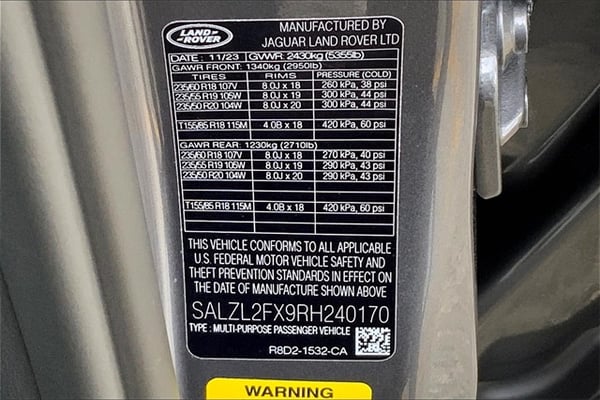 LAND-ROVER
MANUFACTURED BY
JAGUAR LAND ROVER LTD
DATE : 11/23 GVWR: 2430kg (5355lb)
GAWR FRONT: 1340kg (2950lb)
TIRES RIMS PRESSURE (COLD)
235/60 R18 107V 8.0J x 18 260 kPa, 38 psi
235/55 R19 105W 8.0J x 19 300 kPa, 44 psi
235/50 R20 104W 8.0J x 20 300 kPa, 44 psi
T155/85 R18 115M 4.0B x 18 420 kPa, 60 psi
GAWR REAR: 1230kg (2710lb)
235/60 R18 107V 8.0J x 18 270 kPa, 40 psi
235/55 R19 105W 8.0J x 19 290 kPa, 43 psi
235/50 R20 104W 8.0J x 20 290 kPa, 43 psi
T155/85 R18 115M 4.0B x 18 420 kPa, 60 psi
THIS VEHICLE CONFORMS TO ALL APPLICABLE
U.S. FEDERAL MOTOR VEHICLE SAFETY AND
THEFT PREVENTION STANDARDS IN EFFECT ON
THE DATE OF MANUFACTURE SHOWN ABOVE
SALZL2FX9RH240170
TYPE : MULTI-PURPOSE PASSENGER VEHICLE
R8D2-1532-CA
WARNING